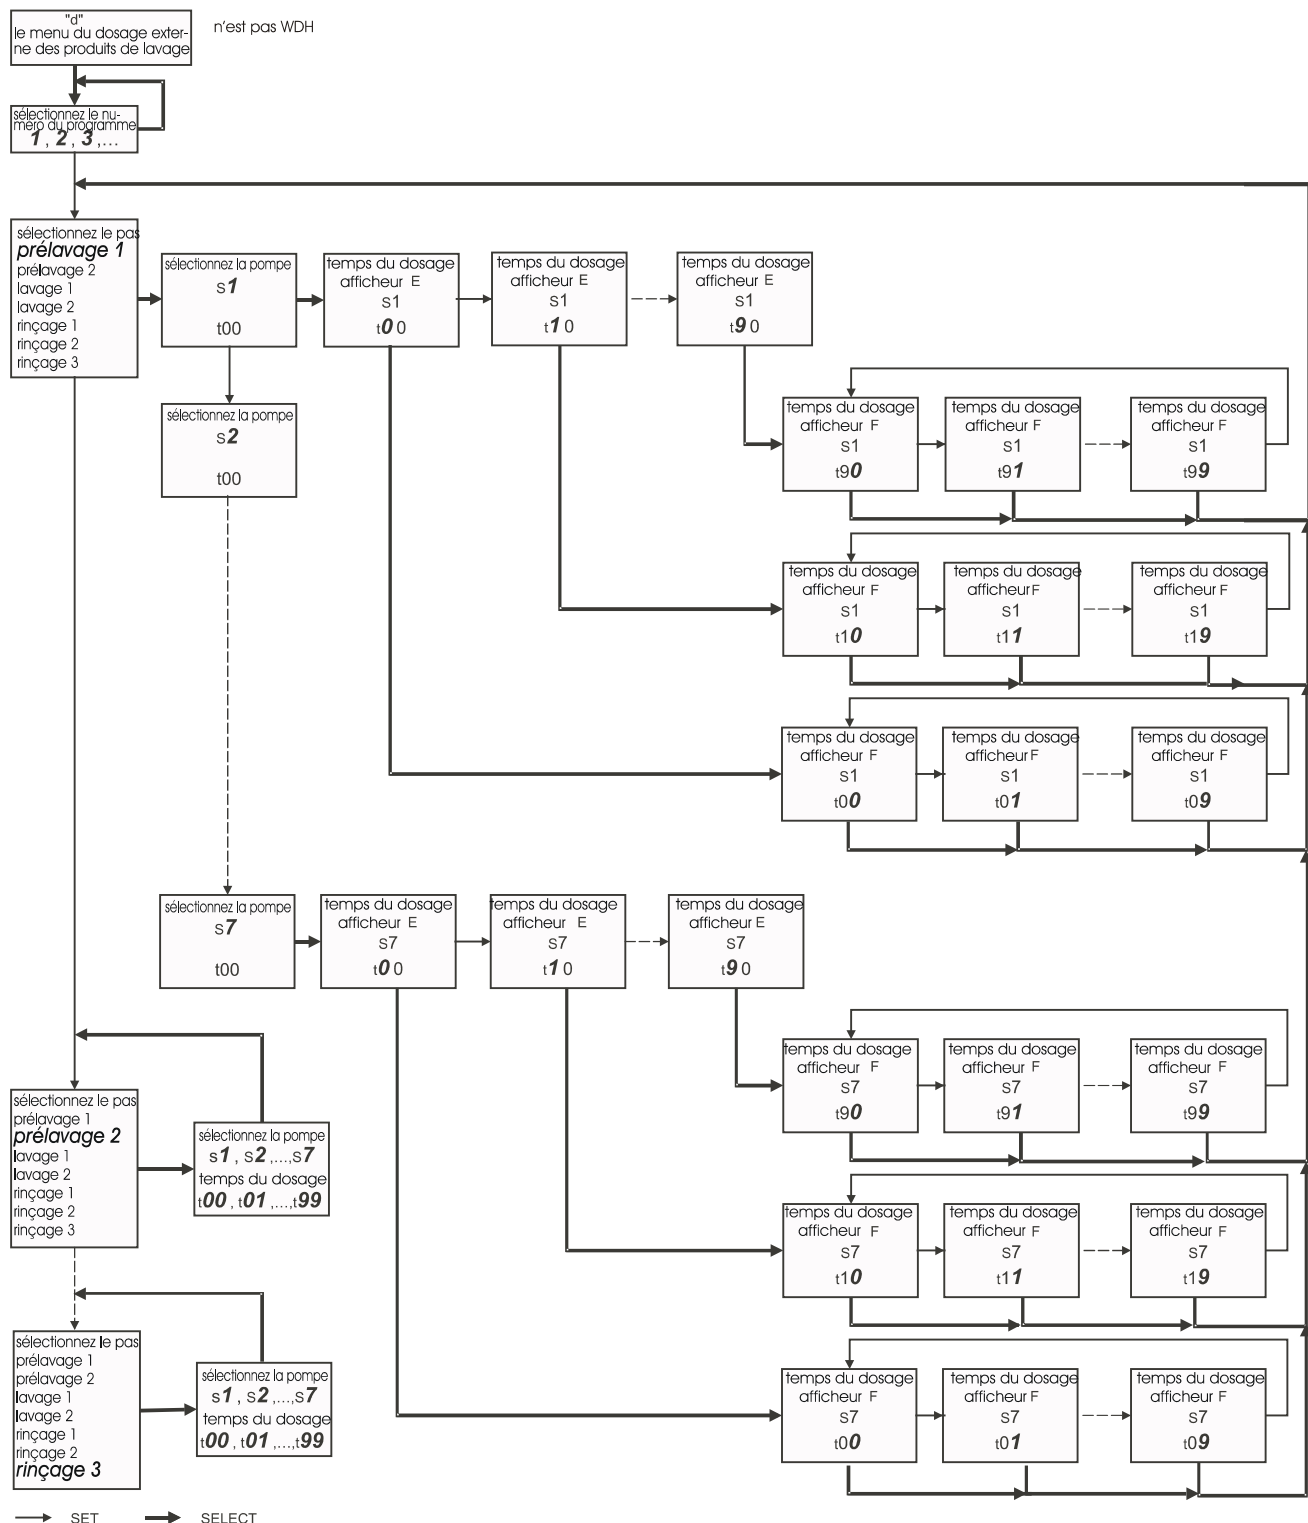 "d"
le menu du dosage exter-
ne des produits de lavage
n'est pas WDH
sélectionnez le nu-
méro du programme
1 , 2 , 3 ,...
sélectionnez le pas
prélavage 1
prélavage 2
lavage 1
lavage 2
rinçage 1
rinçage 2
rinçage 3
sélectionnez la pompe
s1
t00
temps du dosage
afficheur E
s1
t0 0
temps du dosage
afficheur E
s1
t1 0
temps du dosage
afficheur E
s1
t9 0
sélectionnez la pompe
s2
t00
temps du dosage
afficheur F
s1
t90
temps du dosage
afficheur F
s1
t91
temps du dosage
afficheur F
s1
t99
temps du dosage
afficheur F
s1
t10
temps du dosage
afficheur F
s1
t11
temps du dosage
afficheur F
s1
t19
temps du dosage
afficheur F
s1
t00
temps du dosage
afficheur F
s1
t01
temps du dosage
afficheur F
s1
t09
sélectionnez la pompe
s7
t00
temps du dosage
afficheur E
s7
t0 0
temps du dosage
afficheur E
s7
t1 0
temps du dosage
afficheur E
s7
t9 0
temps du dosage
afficheur F
s7
t90
temps du dosage
afficheur F
s7
t91
temps du dosage
afficheur F
s7
t99
sélectionnez le pas
prélavage 1
prélavage 2
lavage 1
lavage 2
rinçage 1
rinçage 2
rinçage 3
sélectionnez la pompe
s1 , s2 ,...,s7
temps du dosage
t00 , t01 ,...,t99
temps du dosage
afficheur F
s7
t10
temps du dosage
afficheur F
s7
t11
temps du dosage
afficheur F
s7
t19
sélectionnez le pas
prélavage 1
prélavage 2
lavage 1
lavage 2
rinçage 1
rinçage 2
rinçage 3
sélectionnez la pompe
s1 , s2 ,...,s7
temps du dosage
t00 , t01 ,...,t99
temps du dosage
afficheur F
s7
t00
temps du dosage
afficheur F
s7
t01
temps du dosage
afficheur F
s7
t09
SET
SELECT